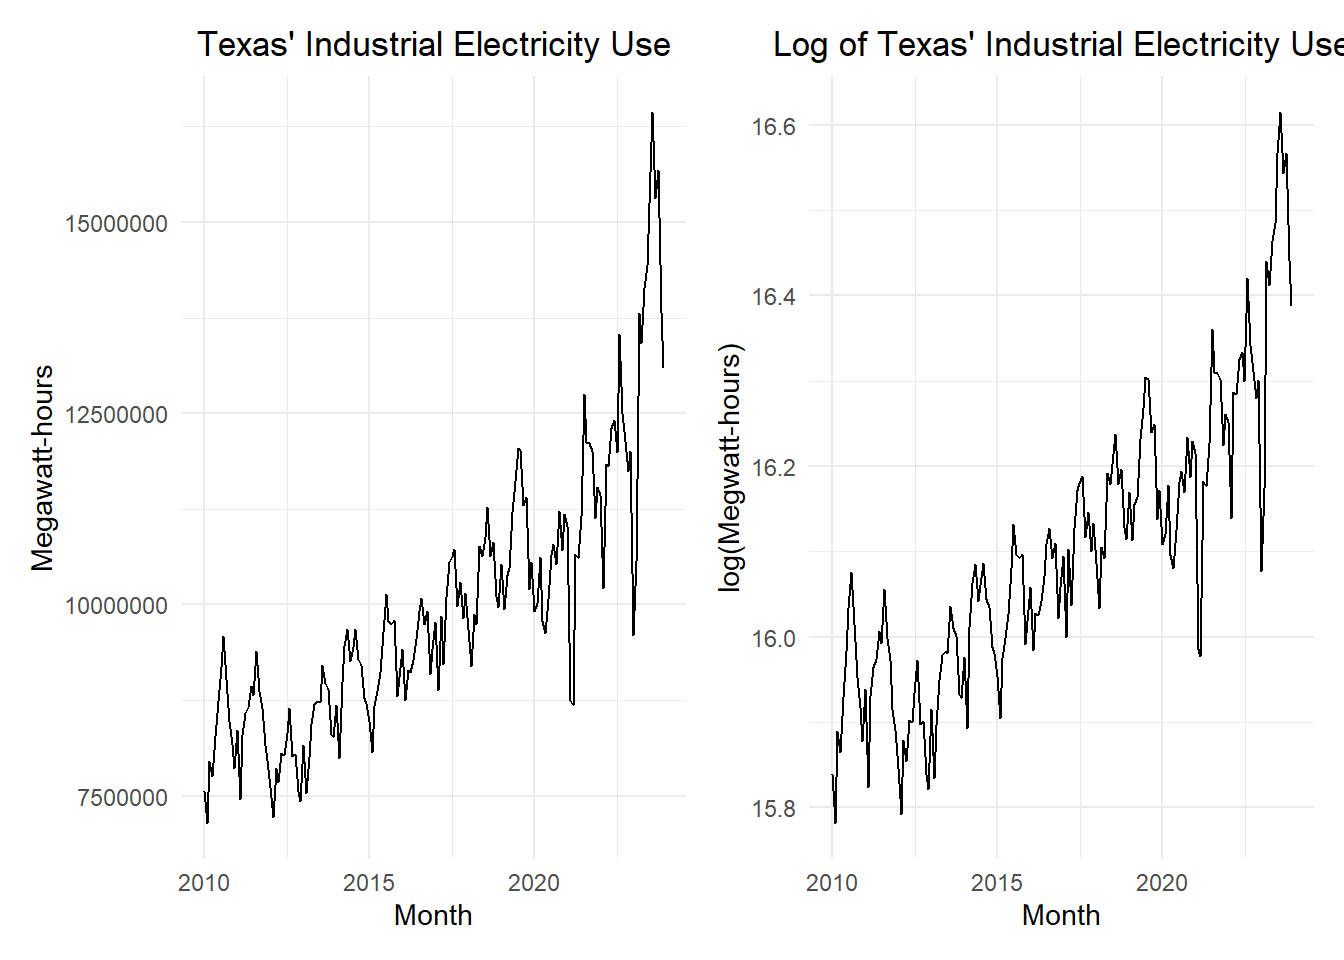 Texas' Industrial Electricity Use
Megawatt-hours
15000000
12500000
10000000
7500000
2010
2015
2020
Month
Log of Texas' Industrial Electricity Use
log(Megwatt-hours)
16.6
16.4
16.2
16.0
15.8
2010
2015
2020
Month